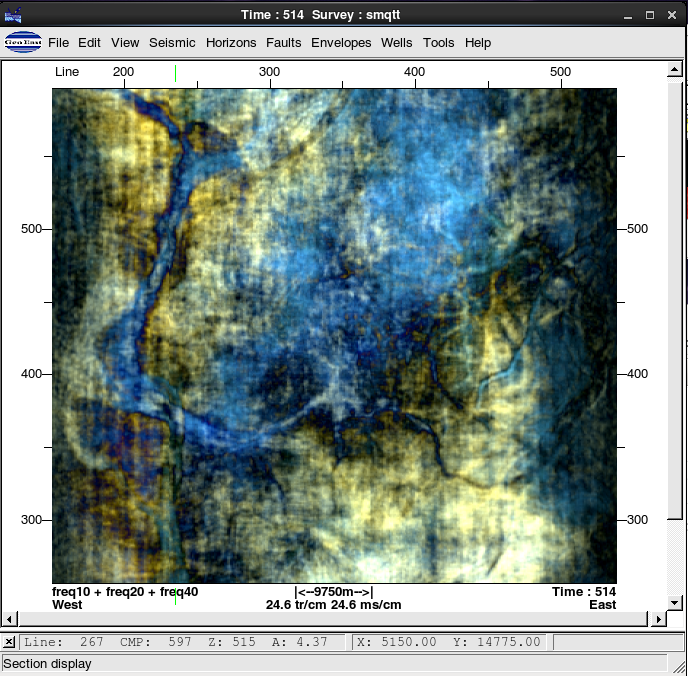 Time : 514 Survey : smqtt
GeoEast File Edit View Seismic Horizons Faults Envelopes Wells Tools Help
Line 200 300 400 500
500 500
400 400
300 300
freq10 + freq20 + freq40 |<--9750m-->| Time : 514
West 24.6 tr/cm 24.6 ms/cm East
Line: 267 CMP: 597 Z: 515 A: 4.37 X: 5150.00 Y: 14775.00
Section display